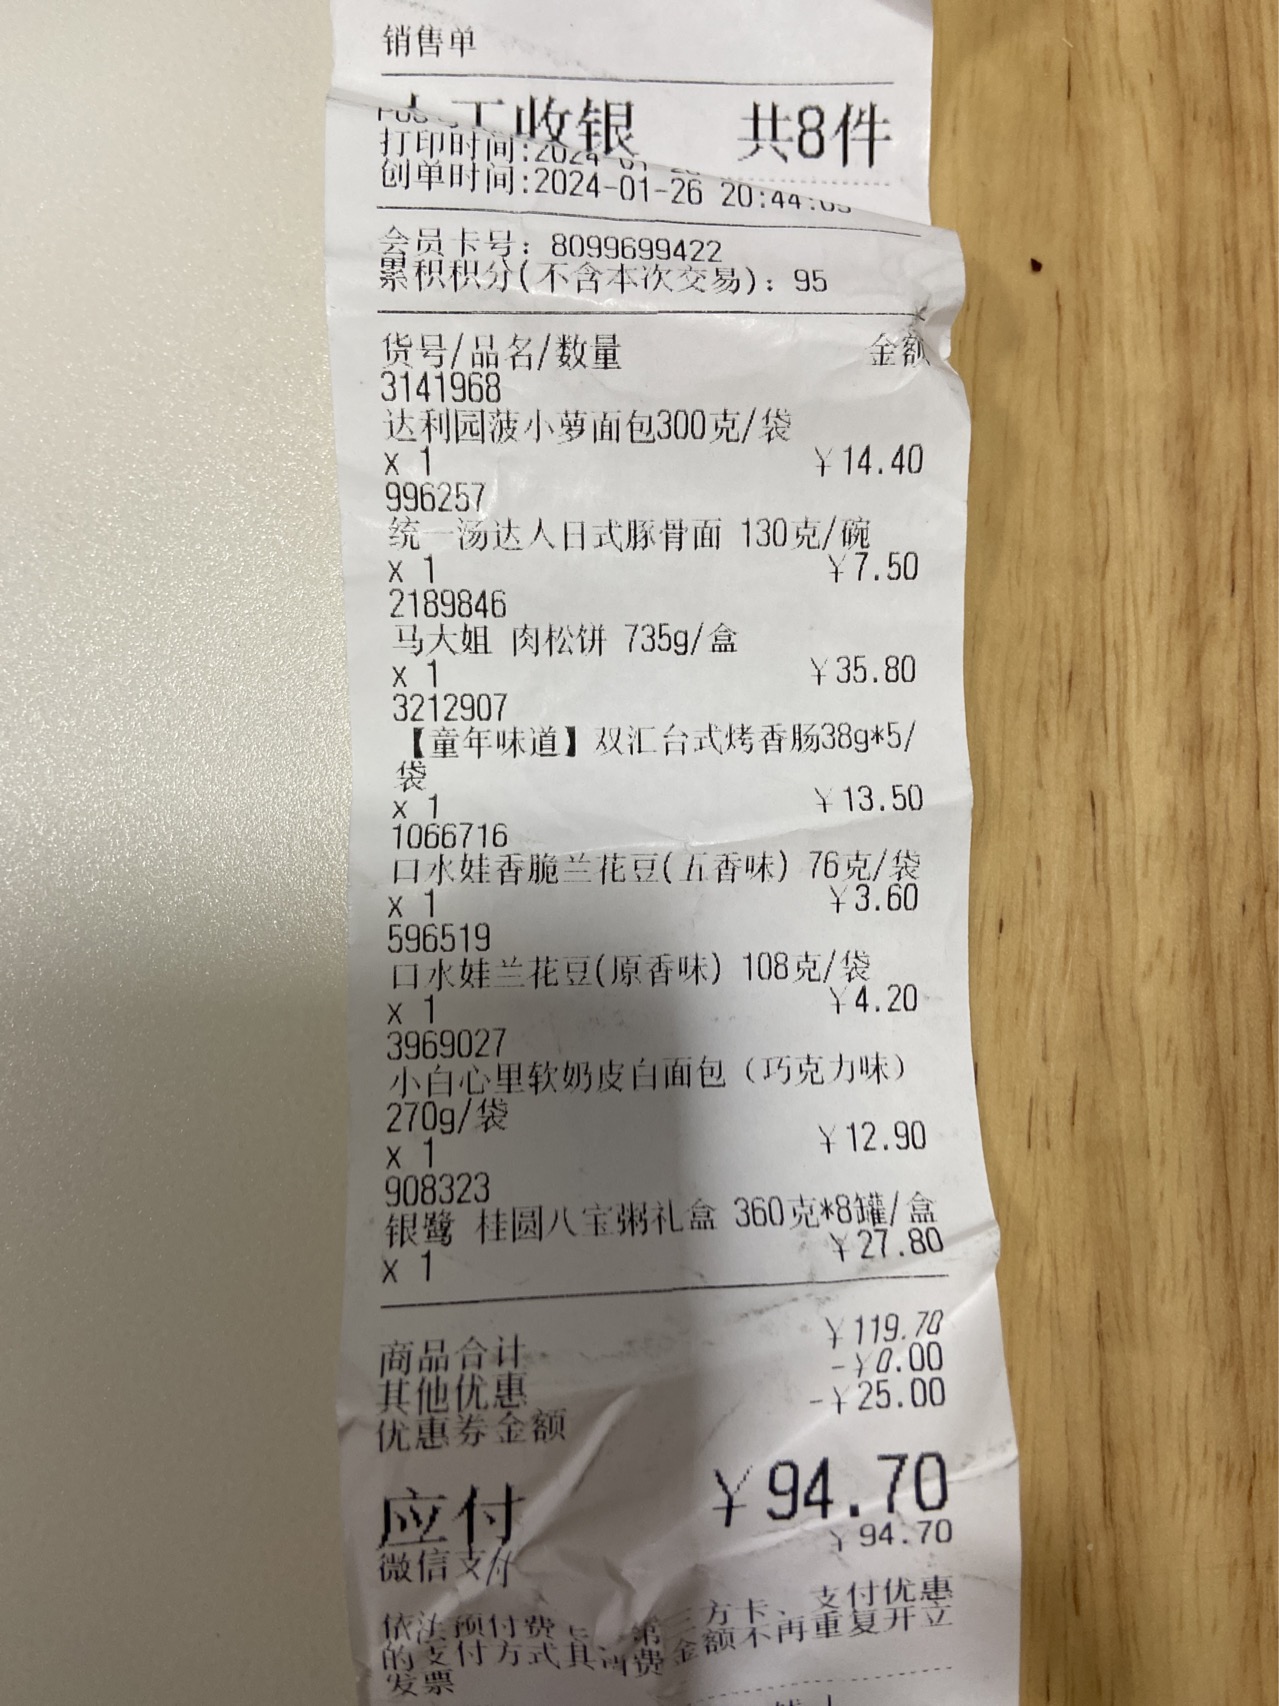 销售单
工收银 共8件
打印时间:2024-01-26
创单时间:2024-01-26 20:44:05
会员卡号: 8099699422
累积积分(不含本次交易): 95
货号/品名/数量 金额
3141968
达利园菠小萝面包300克/袋
x 1 ¥14.40
996257
统一汤达人日式豚骨面 130克/碗
x 1 ¥7.50
2189846
马大姐 肉松饼 735g/盒
x 1 ¥35.80
3212907
【童年味道】双汇台式烤香肠38g*5/
袋
x 1 ¥13.50
1066716
口水娃香脆兰花豆(五香味) 76克/袋
x 1 ¥3.60
596519
口水娃兰花豆(原香味) 108克/袋
x 1 ¥4.20
3969027
小白心里软奶皮白面包（巧克力味）
270g/袋
x 1 ¥12.90
908323
银鹭 桂圆八宝粥礼盒 360克*8罐/盒
x 1 ¥27.80
商品合计 ¥119.70
其他优惠 -¥0.00
优惠券金额 -¥25.00
应付 ¥94.70
微信支付 ¥94.70
依法预付费卡、第三方卡、支付优惠
的支付方式其消费金额不再重复开立
发票